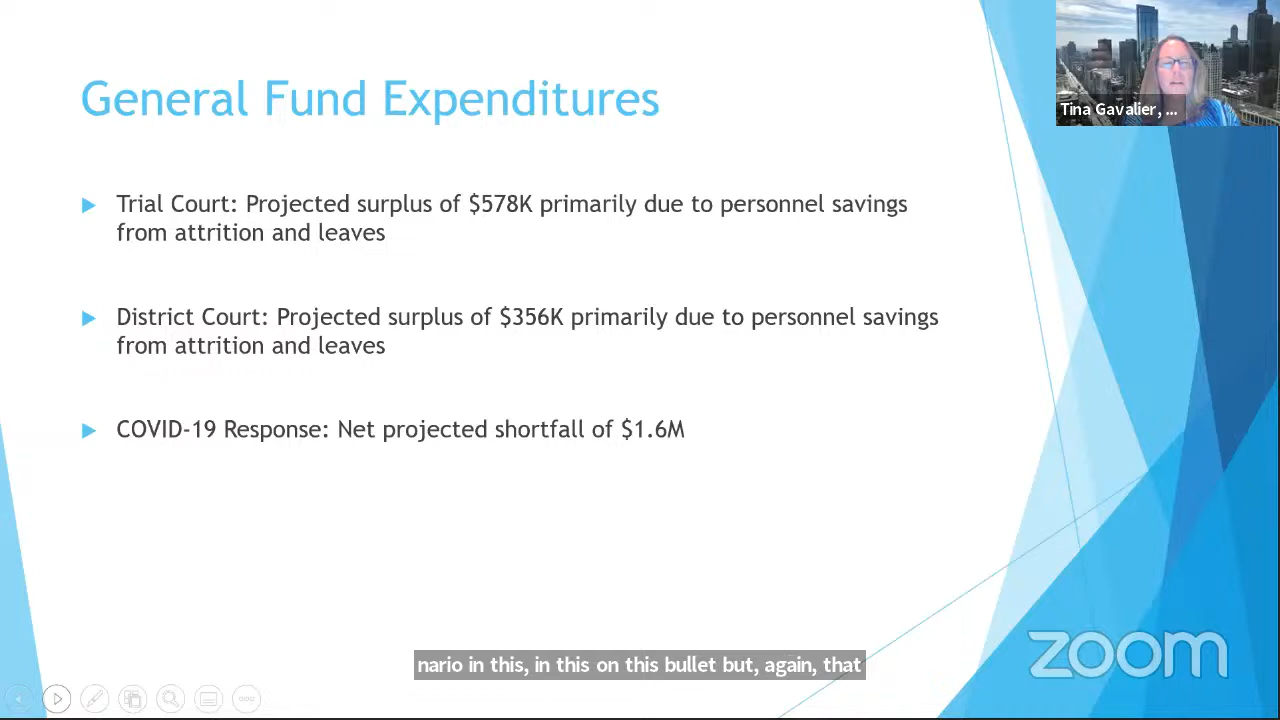 General Fund Expenditures
Tina Gavalier, ...
Trial Court: Projected surplus of $578K primarily due to personnel savings
from attrition and leaves
District Court: Projected surplus of $356K primarily due to personnel savings
from attrition and leaves
COVID-19 Response: Net projected shortfall of $1.6M
nario in this, in this on this bullet but, again, that
zoom